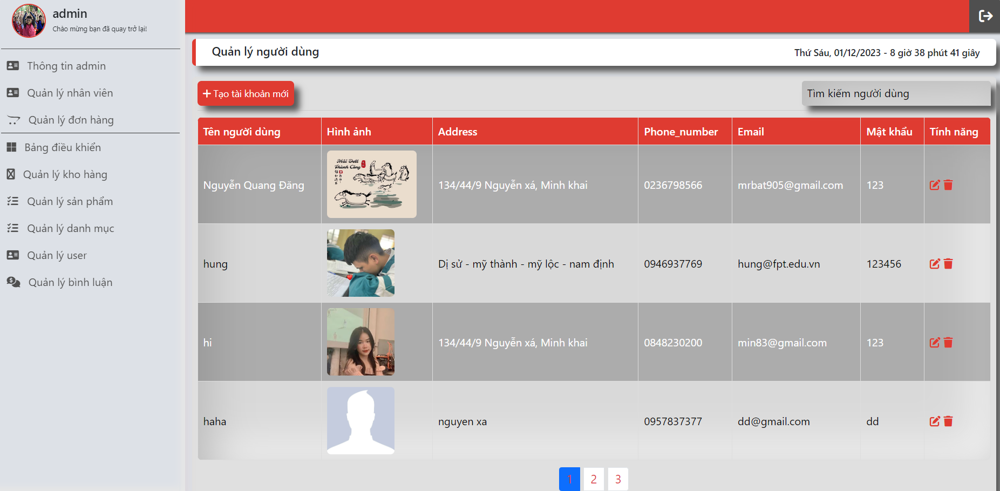 admin
Chào mừng bạn đã quay trở lại!
Thông tin admin
Quản lý nhân viên
Quản lý đơn hàng
Bảng điều khiển
Quản lý kho hàng
Quản lý sản phẩm
Quản lý danh mục
Quản lý user
Quản lý bình luận
Quản lý người dùng
Thứ Sáu, 01/12/2023 - 8 giờ 38 phút 41 giây
Tạo tài khoản mới
Tìm kiếm người dùng
Tên người dùng Hình ảnh Address Phone_number Email Mật khẩu Tính năng
Mãi Dell
Thành Công
Nguyễn Quang Đăng 134/44/9 Nguyễn xá, Minh khai 0236798566 mrbat905@gmail.com 123
hung Dị sử - mỹ thành - mỹ lộc - nam định 0946937769 hung@fpt.edu.vn 123456
hi 134/44/9 Nguyễn xá, Minh khai 0848230200 min83@gmail.com 123
haha nguyen xa 0957837377 dd@gmail.com dd
1 2 3